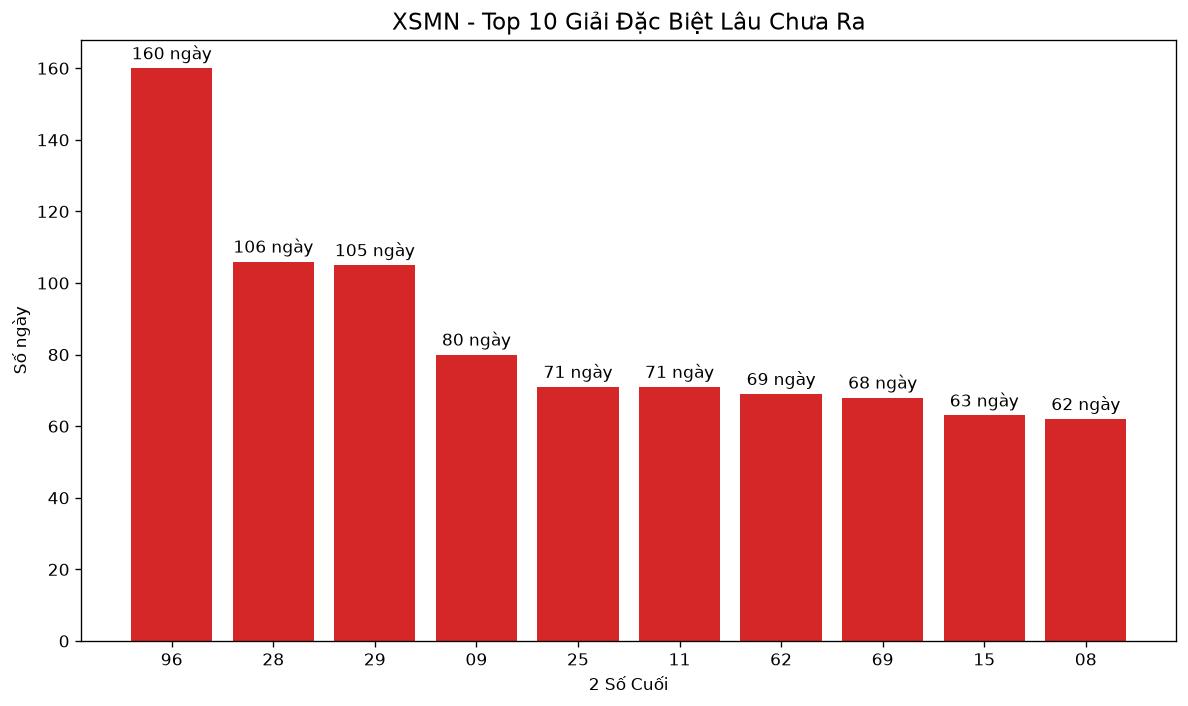 XSMN - Top 10 Giải Đặc Biệt Lâu Chưa Ra
160 ngày
106 ngày
105 ngày
80 ngày
71 ngày
71 ngày
69 ngày
68 ngày
63 ngày
62 ngày
Số ngày
160
140
120
100
80
60
40
20
0
96 28 29 09 25 11 62 69 15 08
2 Số Cuối